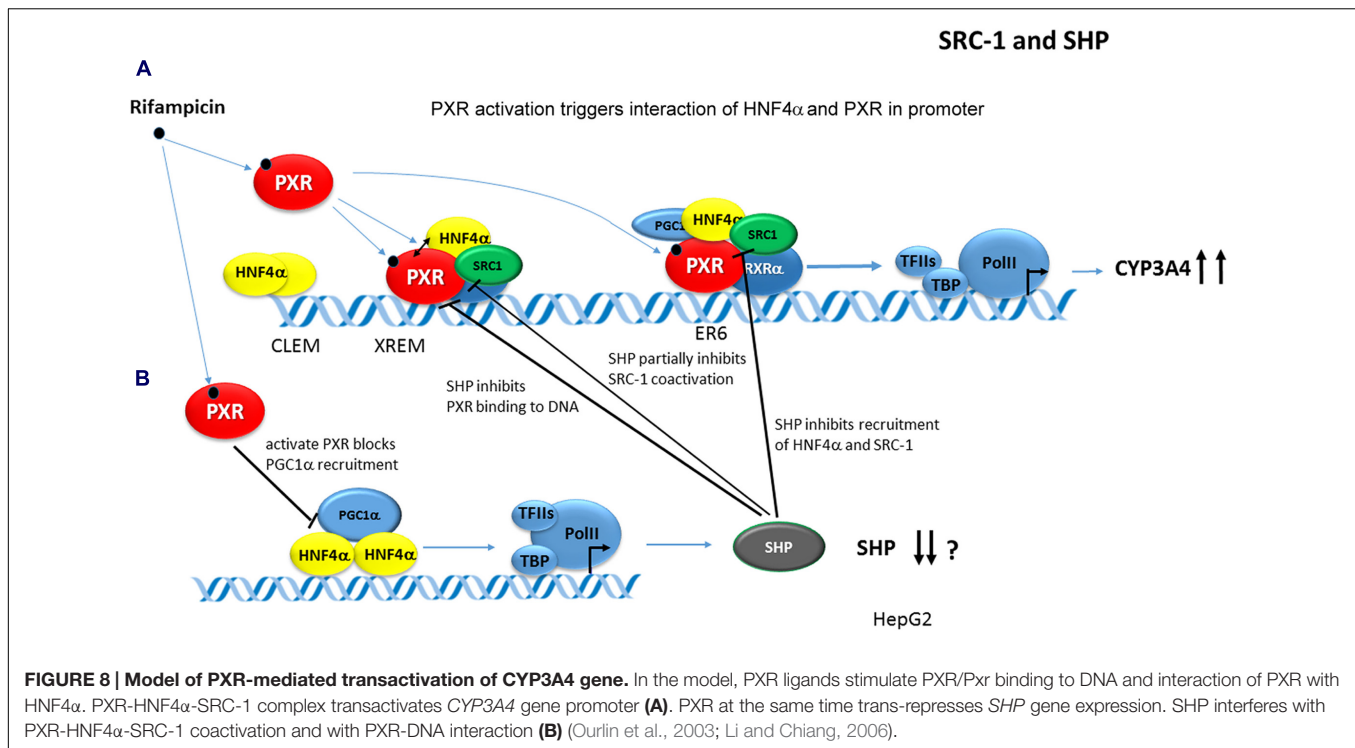 SRC-1 and SHP
A
Rifampicin
PXR activation triggers interaction of HNF4α and PXR in promoter
PXR
HNF4α
HNF4α
PXR
SRC1
PGC1
HNF4α
SRC1
PXR
RXRα
TFIIs
TBP
PolII
CYP3A4
CLEM
XREM
ER6
B
SHP inhibits
PXR binding to DNA
SHP partially inhibits
SRC-1 coactivation
SHP inhibits recruitment
of HNF4α and SRC-1
PXR
activate PXR blocks
PGC1α recruitment
PGC1α
HNF4α
HNF4α
TFIIs
TBP
PolII
SHP
SHP ?
HepG2
FIGURE 8 | Model of PXR-mediated transactivation of CYP3A4 gene. In the model, PXR ligands stimulate PXR/Pxr binding to DNA and interaction of PXR with
HNF4α. PXR-HNF4α-SRC-1 complex transactivates CYP3A4 gene promoter (A). PXR at the same time trans-represses SHP gene expression. SHP interferes with
PXR-HNF4α-SRC-1 coactivation and with PXR-DNA interaction (B) (Ourlin et al., 2003; Li and Chiang, 2006).